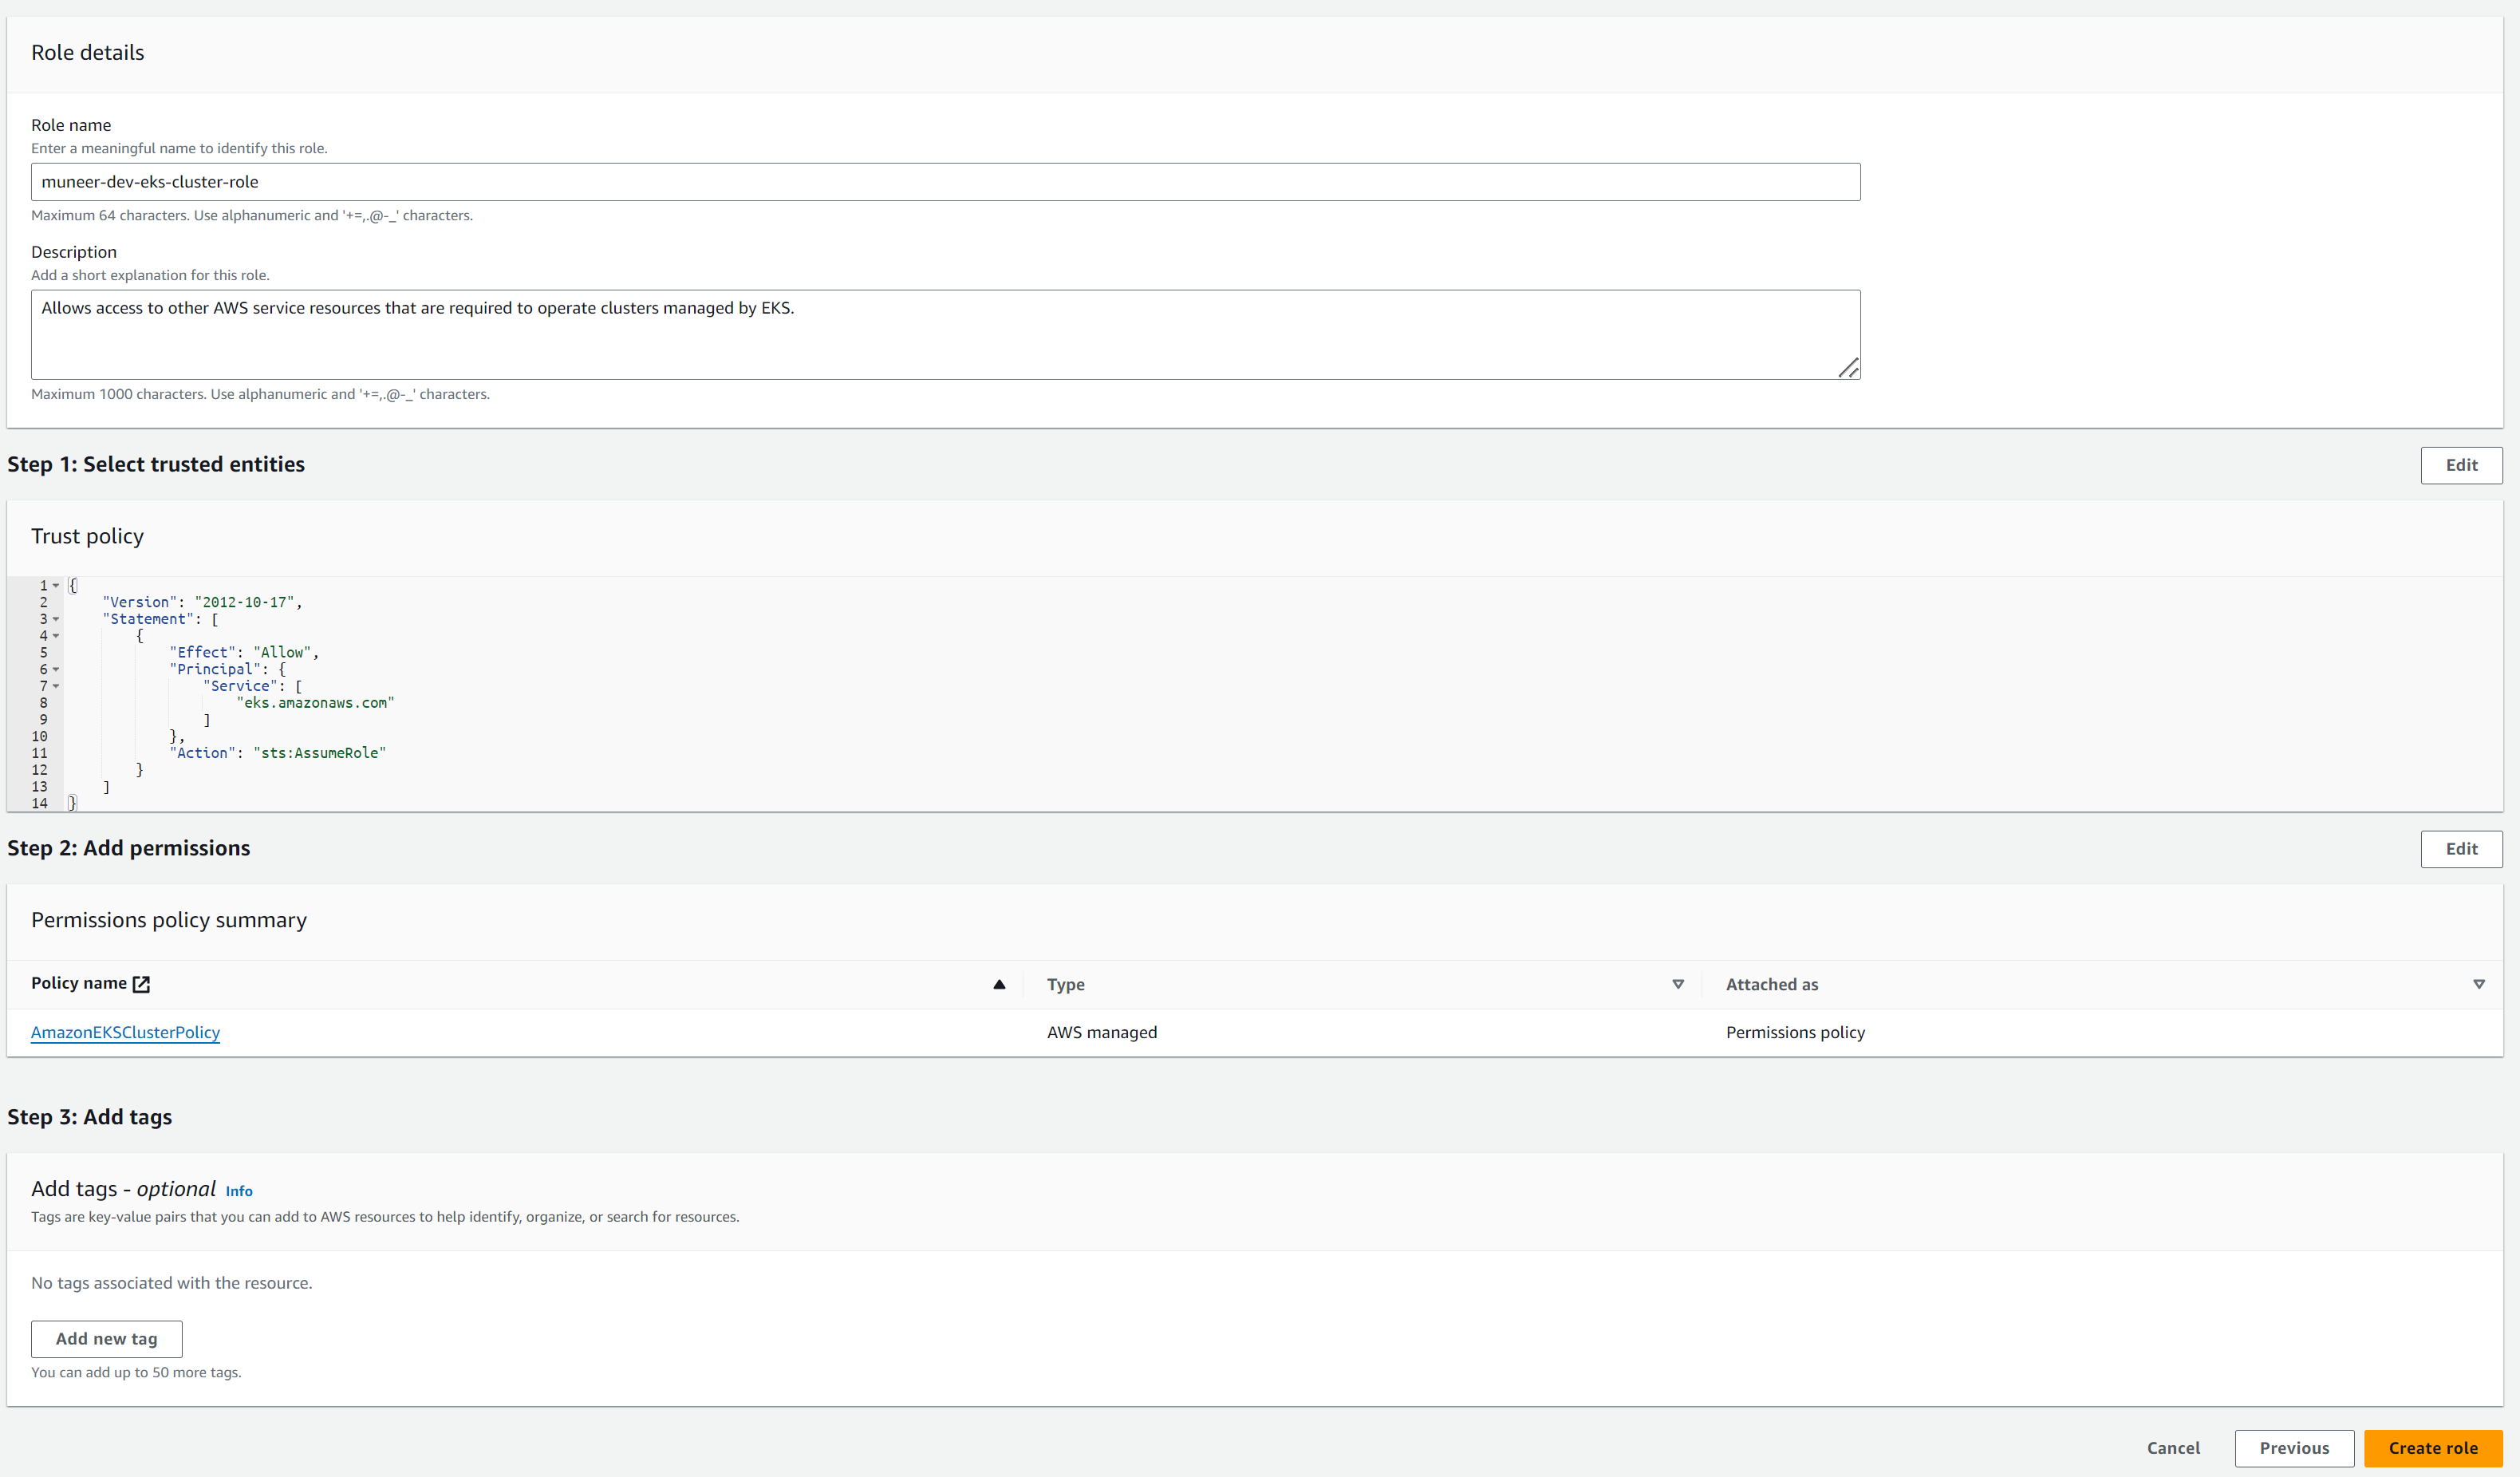 Role details
Role name
Enter a meaningful name to identify this role.
muneer-dev-eks-cluster-role
Maximum 64 characters. Use alphanumeric and '+=,.@-_' characters.
Description
Add a short explanation for this role.
Allows access to other AWS service resources that are required to operate clusters managed by EKS.
Maximum 1000 characters. Use alphanumeric and '+=,.@-_' characters.
Step 1: Select trusted entities
Edit
Trust policy
1 {
2     "Version": "2012-10-17",
3     "Statement": [
4         {
5             "Effect": "Allow",
6             "Principal": {
7                 "Service": [
8                     "eks.amazonaws.com"
9                 ]
10             },
11             "Action": "sts:AssumeRole"
12         }
13     ]
14 }
Step 2: Add permissions
Edit
Permissions policy summary
Policy name Type Attached as
AmazonEKSClusterPolicy AWS managed Permissions policy
Step 3: Add tags
Add tags - optional Info
Tags are key-value pairs that you can add to AWS resources to help identify, organize, or search for resources.
No tags associated with the resource.
Add new tag
You can add up to 50 more tags.
Cancel Previous Create role